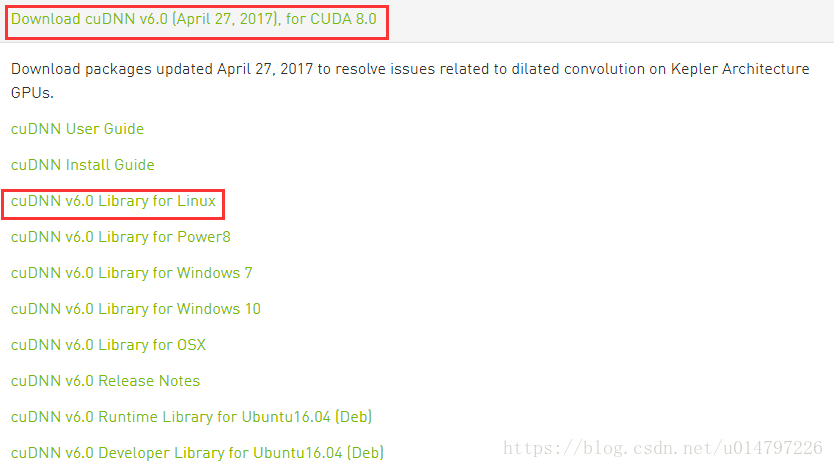 Download cuDNN v6.0 (April 27, 2017), for CUDA 8.0
Download packages updated April 27, 2017 to resolve issues related to dilated convolution on Kepler Architecture
GPUs.
cuDNN User Guide
cuDNN Install Guide
cuDNN v6.0 Library for Linux
cuDNN v6.0 Library for Power8
cuDNN v6.0 Library for Windows 7
cuDNN v6.0 Library for Windows 10
cuDNN v6.0 Library for OSX
cuDNN v6.0 Release Notes
cuDNN v6.0 Runtime Library for Ubuntu16.04 (Deb)
cuDNN v6.0 Developer Library for Ubuntu16.04 (Deb)
https://blog.csdn.net/u014797226